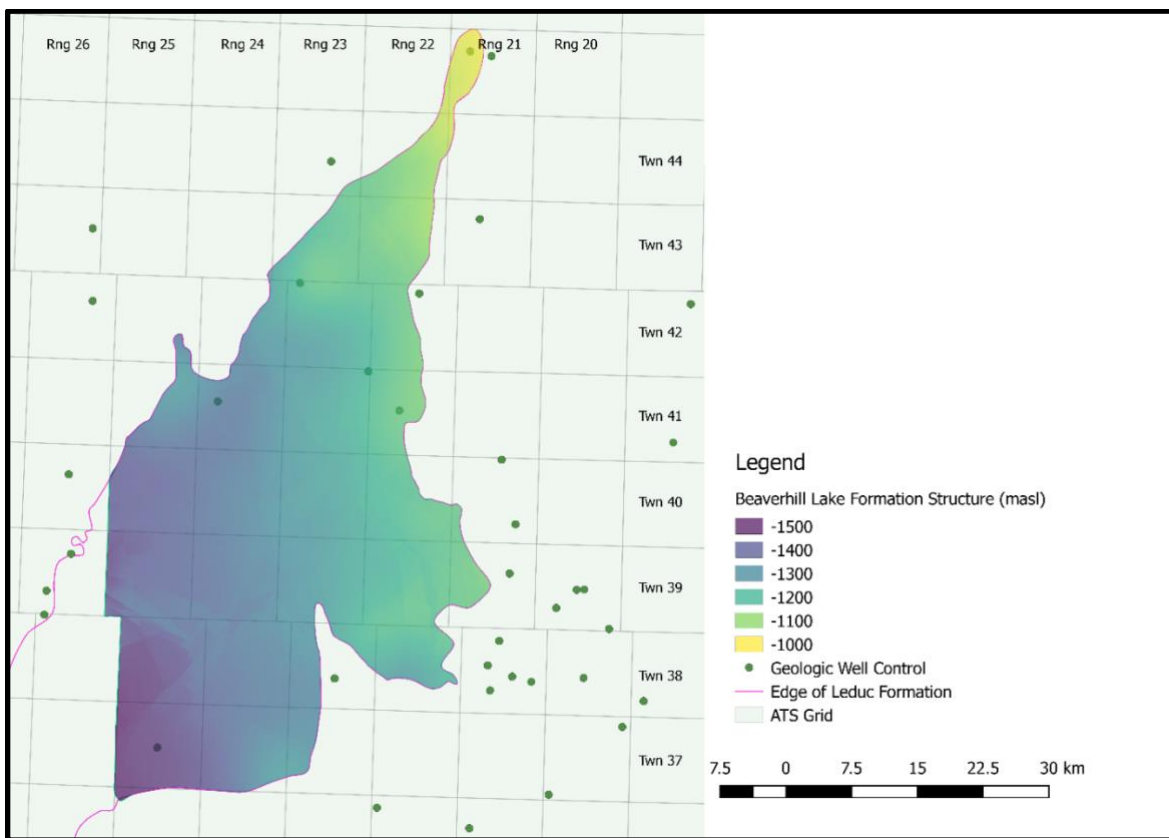 Rng 26 Rng 25 Rng 24 Rng 23 Rng 22 Rng 21 Rng 20
Twn 44
Twn 43
Twn 42
Twn 41
Twn 40
Twn 39
Twn 38
Twn 37
Legend
Beaverhill Lake Formation Structure (masl)
-1500
-1400
-1300
-1200
-1100
-1000
Geologic Well Control
Edge of Leduc Formation
ATS Grid
7.5 0 7.5 15 22.5 30 km